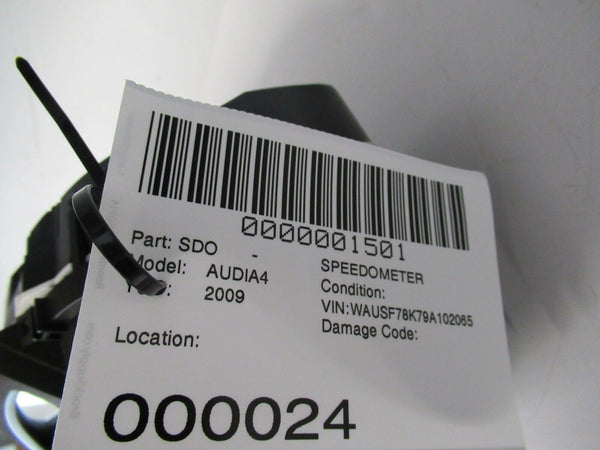 0000001501
Part: SDO -
SPEEDOMETER
Model: AUDIA4
Condition:
2009
VIN:WAUSF78K79A102065
Damage Code:
Location:
000024